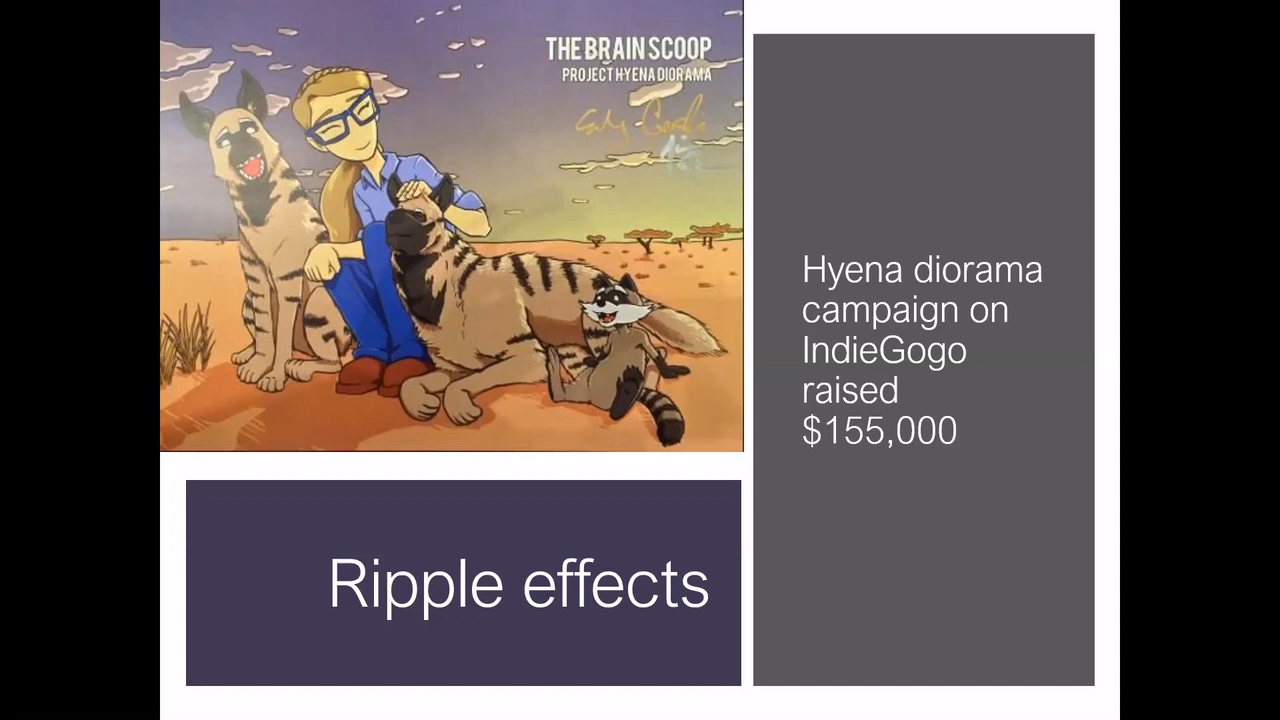 THE BRAIN SCOOP
PROJECT HYENA DIORAMA
Hyena diorama
campaign on
IndieGogo
raised
$155,000
Ripple effects